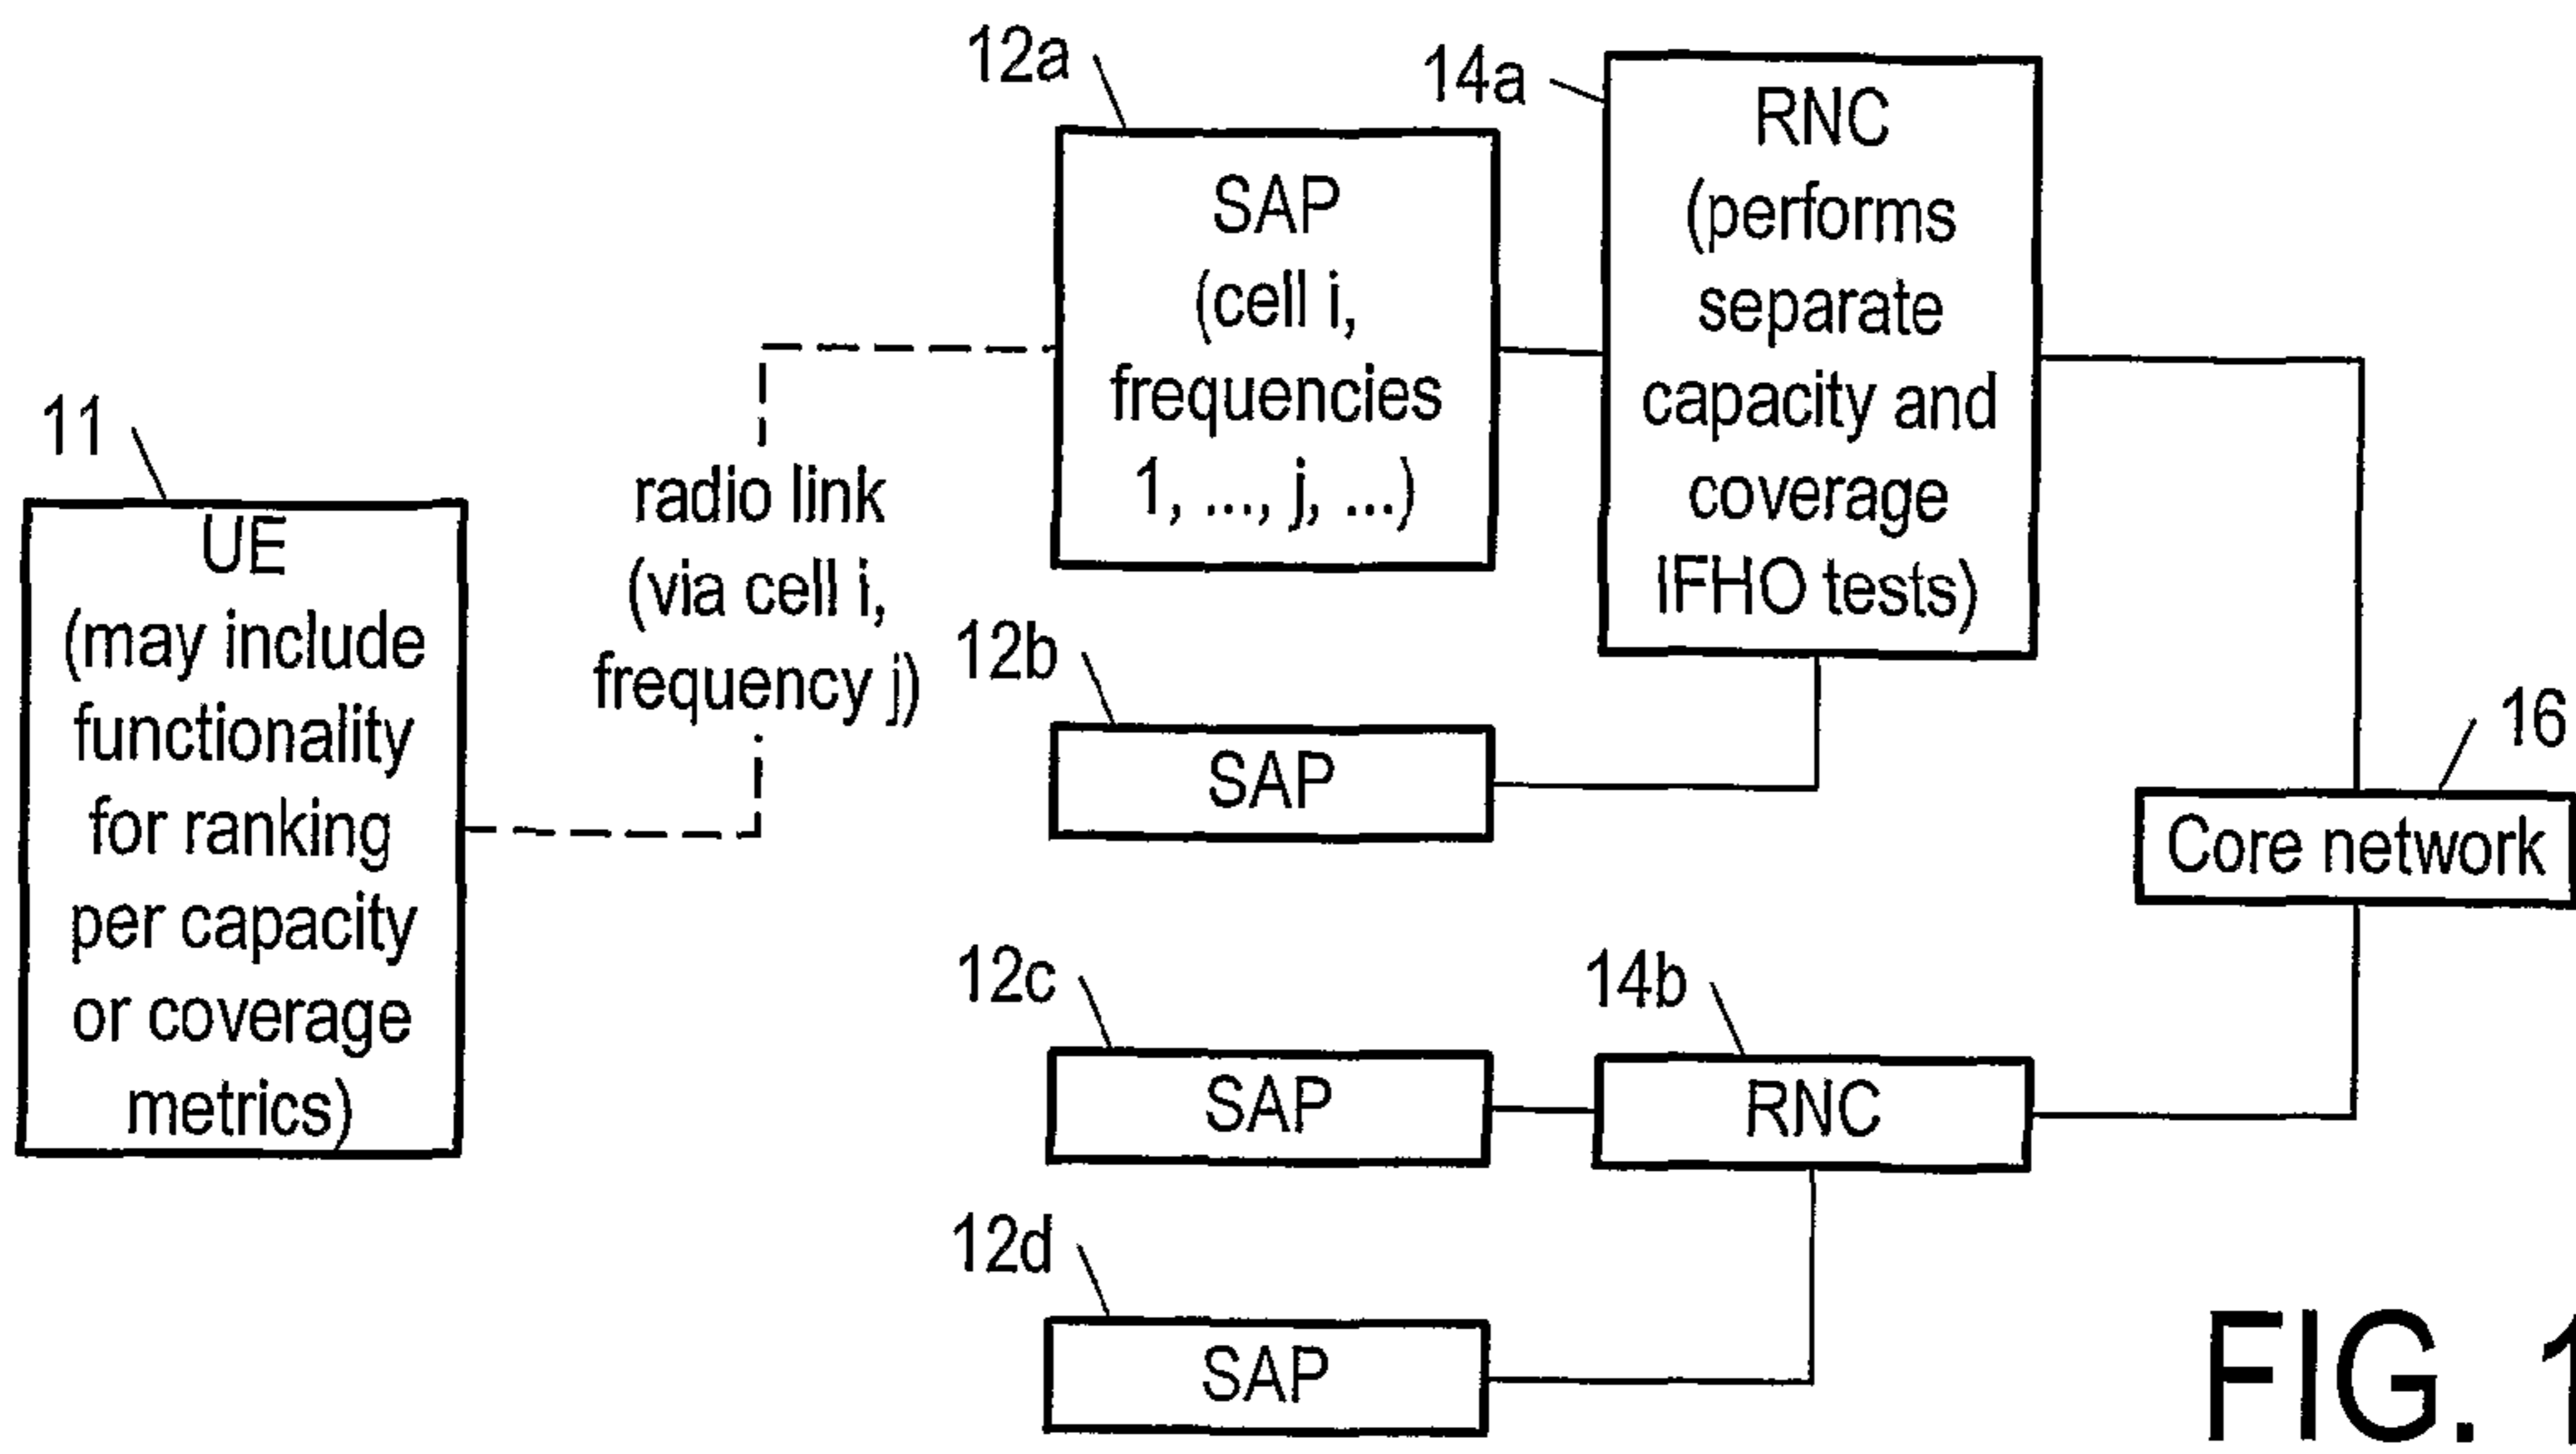 12a
14a
RNC
(performs
separate
capacity and
coverage
IFHO tests)
SAP
(cell i,
frequencies
1, ..., j, ...)
11
UE
(may include
functionality
for ranking
per capacity
or coverage
metrics)
radio link
(via cell i,
frequency j)
12b
SAP
16
Core network
12c
SAP
14b
RNC
12d
SAP
FIG. 1